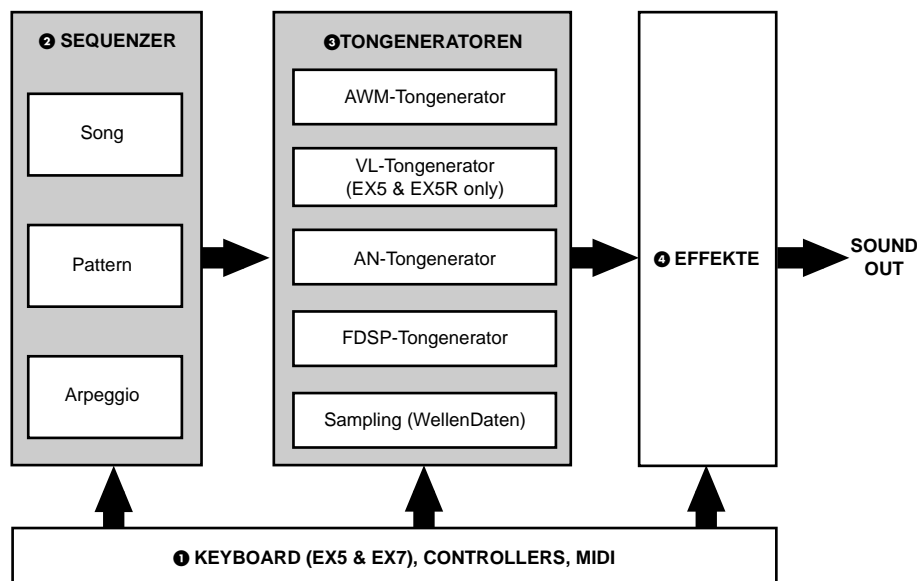 ❷ SEQUENZER
Song
Pattern
Arpeggio
❸TONGENERATOREN
AWM-Tongenerator
VL-Tongenerator
(EX5 & EX5R only)
AN-Tongenerator
FDSP-Tongenerator
Sampling (WellenDaten)
❹ EFFEKTE
SOUND
OUT
❶ KEYBOARD (EX5 & EX7), CONTROLLERS, MIDI